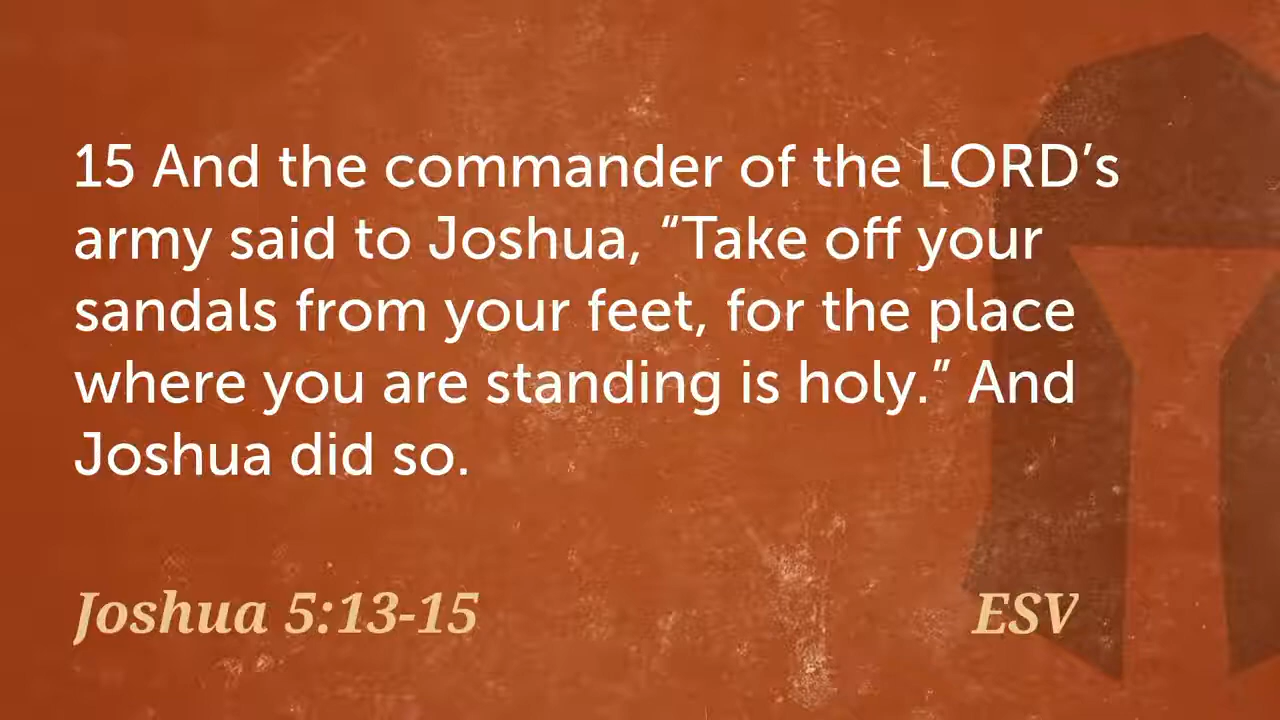 15 And the commander of the LORD’s
army said to Joshua, “Take off your
sandals from your feet, for the place
where you are standing is holy.” And
Joshua did so.
Joshua 5:13-15
ESV